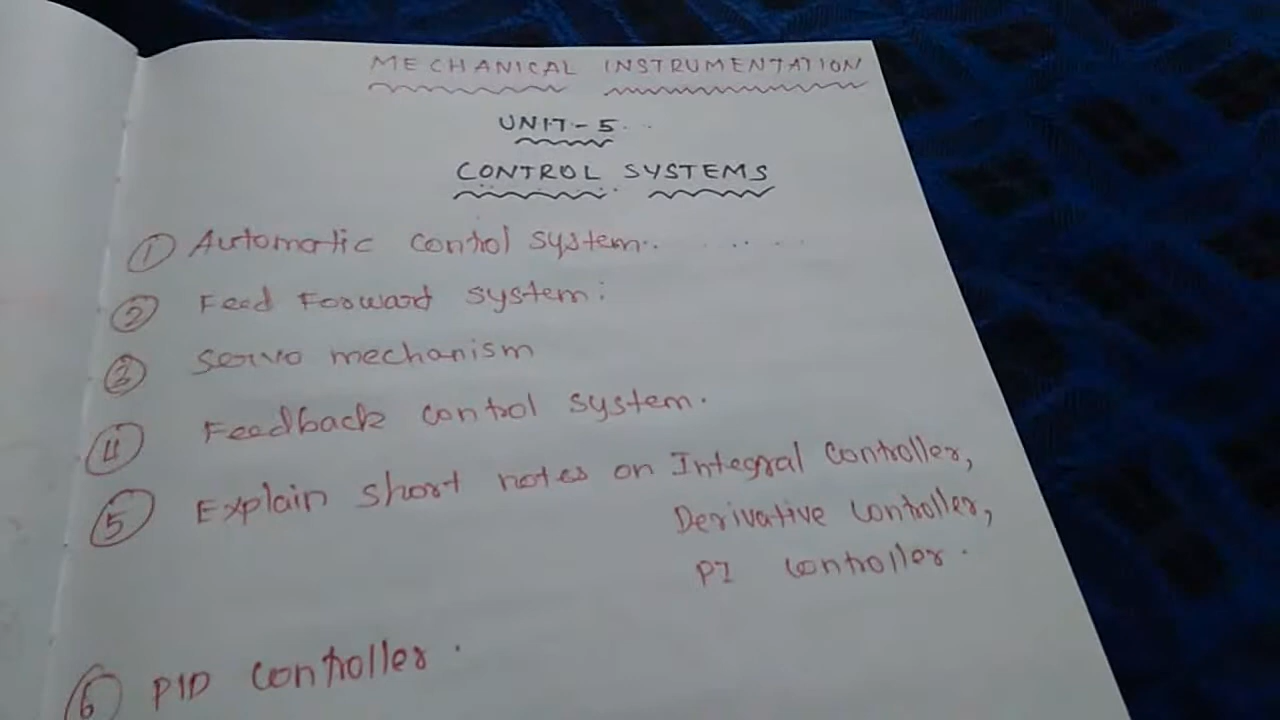 MECHANICAL INSTRUMENTATION
UNIT-5
CONTROL SYSTEMS
① Automatic control system..
② Feed Forward system:
③ Servo mechanism
④ Feedback control system.
⑤ Explain short notes on Integral Controller,
Derivative controller,
PI controller.
⑥ PID controller.